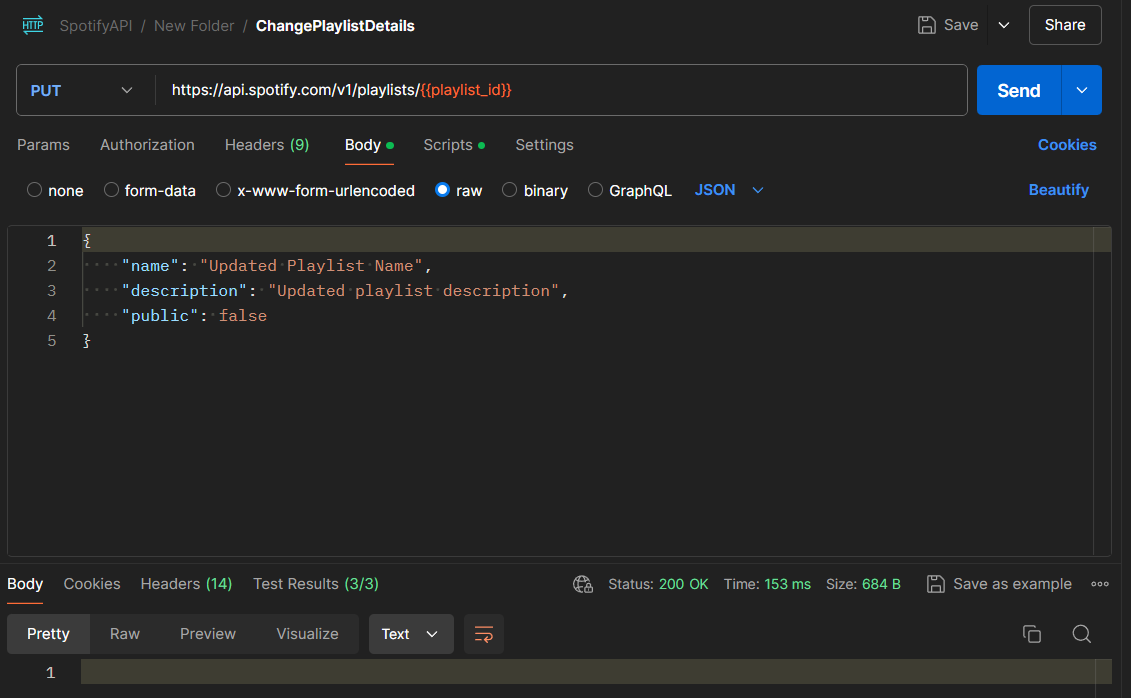 HTTP SpotifyAPI / New Folder / ChangePlaylistDetails Save Share
PUT https://api.spotify.com/v1/playlists/{{playlist_id}} Send
Params Authorization Headers (9) Body Scripts Settings Cookies
none form-data x-www-form-urlencoded raw binary GraphQL JSON Beautify
1 {
2 "name": "Updated Playlist Name",
3 "description": "Updated playlist description",
4 "public": false
5 }
Body Cookies Headers (14) Test Results (3/3) Status: 200 OK Time: 153 ms Size: 684 B Save as example
Pretty Raw Preview Visualize Text
1